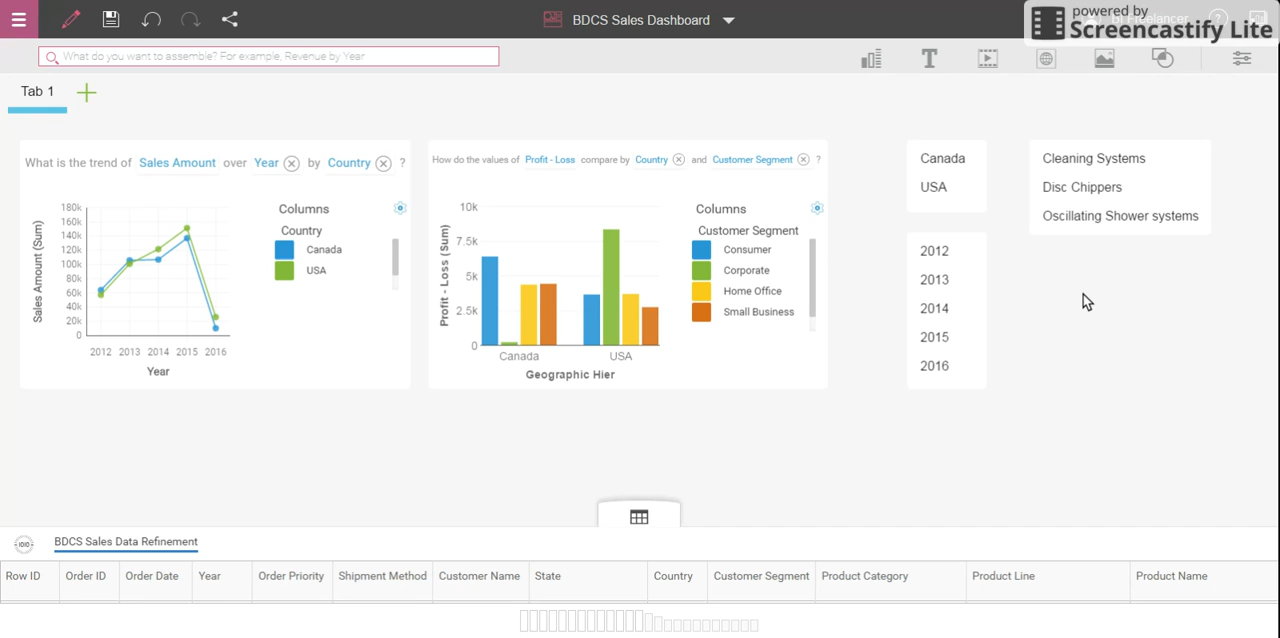 BDCS Sales Dashboard
BI Freelancer
powered by
Screencastify Lite
What do you want to assemble? For example, Revenue by Year
Tab 1
What is the trend of Sales Amount over Year by Country ?
180k
160k
140k
120k
100k
80k
60k
40k
20k
0
Sales Amount (Sum)
2012 2013 2014 2015 2016
Year
Columns
Country
Canada
USA
How do the values of Profit - Loss compare by Country and Customer Segment ?
10k
7.5k
5k
2.5k
0
Profit - Loss (Sum)
Canada USA
Geographic Hier
Columns
Customer Segment
Consumer
Corporate
Home Office
Small Business
Canada
USA
2012
2013
2014
2015
2016
Cleaning Systems
Disc Chippers
Oscillating Shower systems
BDCS Sales Data Refinement
Row ID Order ID Order Date Year Order Priority Shipment Method Customer Name State Country Customer Segment Product Category Product Line Product Name